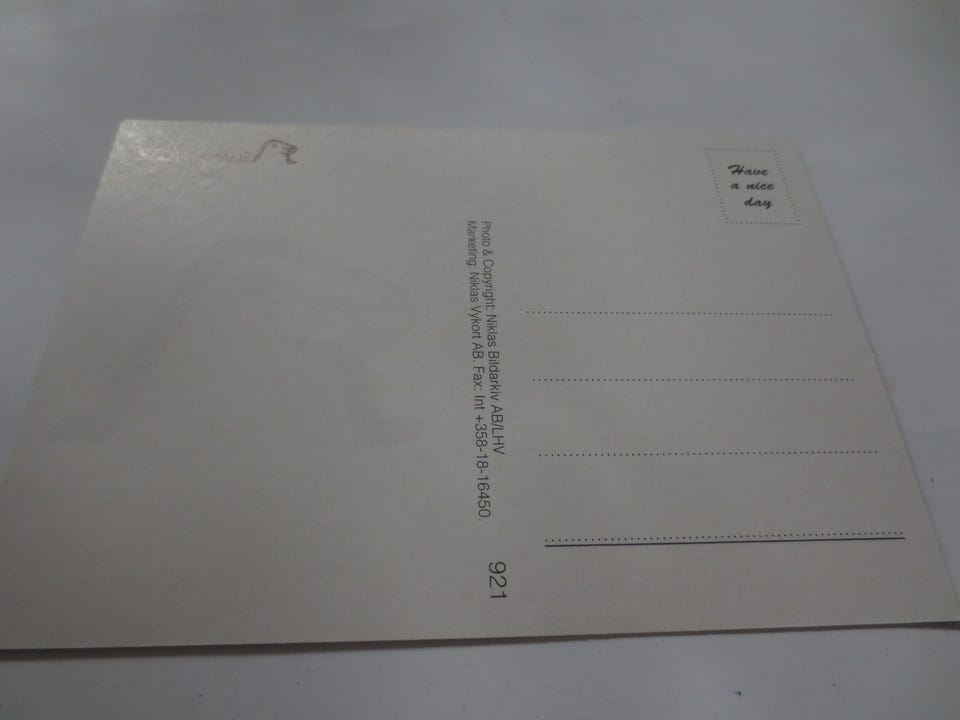 Have
a nice
day
Photo & Copyright: Niklas Bildarkiv AB/LHV
Marketing: Niklas Vykort AB. Fax: Int +358-18-16450.
921